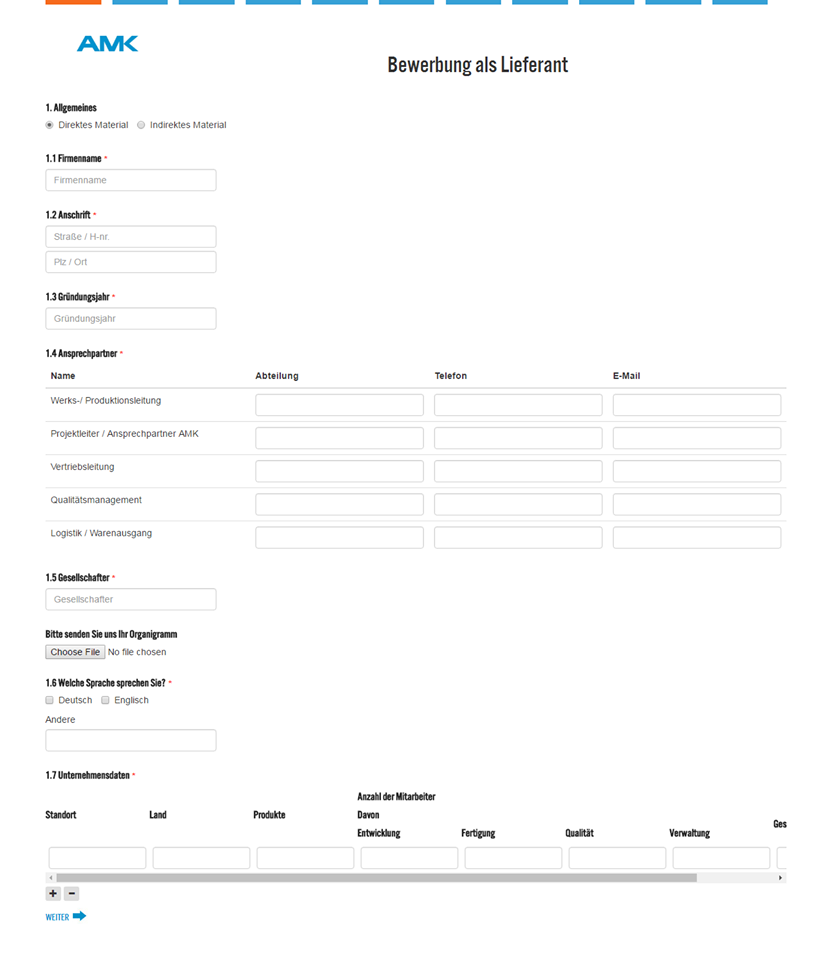 AMK
Bewerbung als Lieferant
1. Allgemeines
Direktes Material Indirektes Material
1.1 Firmenname *
Firmenname
1.2 Anschrift *
Straße / H-nr.
Plz / Ort
1.3 Gründungsjahr *
Gründungsjahr
1.4 Ansprechpartner *
Name Abteilung Telefon E-Mail
Werks-/ Produktionsleitung
Projektleiter / Ansprechpartner AMK
Vertriebsleitung
Qualitätsmanagement
Logistik / Warenausgang
1.5 Gesellschafter *
Gesellschafter
Bitte senden Sie uns Ihr Organigramm
Choose File No file chosen
1.6 Welche Sprache sprechen Sie? *
Deutsch Englisch
Andere
1.7 Unternehmensdaten *
Anzahl der Mitarbeiter
Standort Land Produkte Davon
Ges
Entwicklung Fertigung Qualität Verwaltung
+ −
WEITER